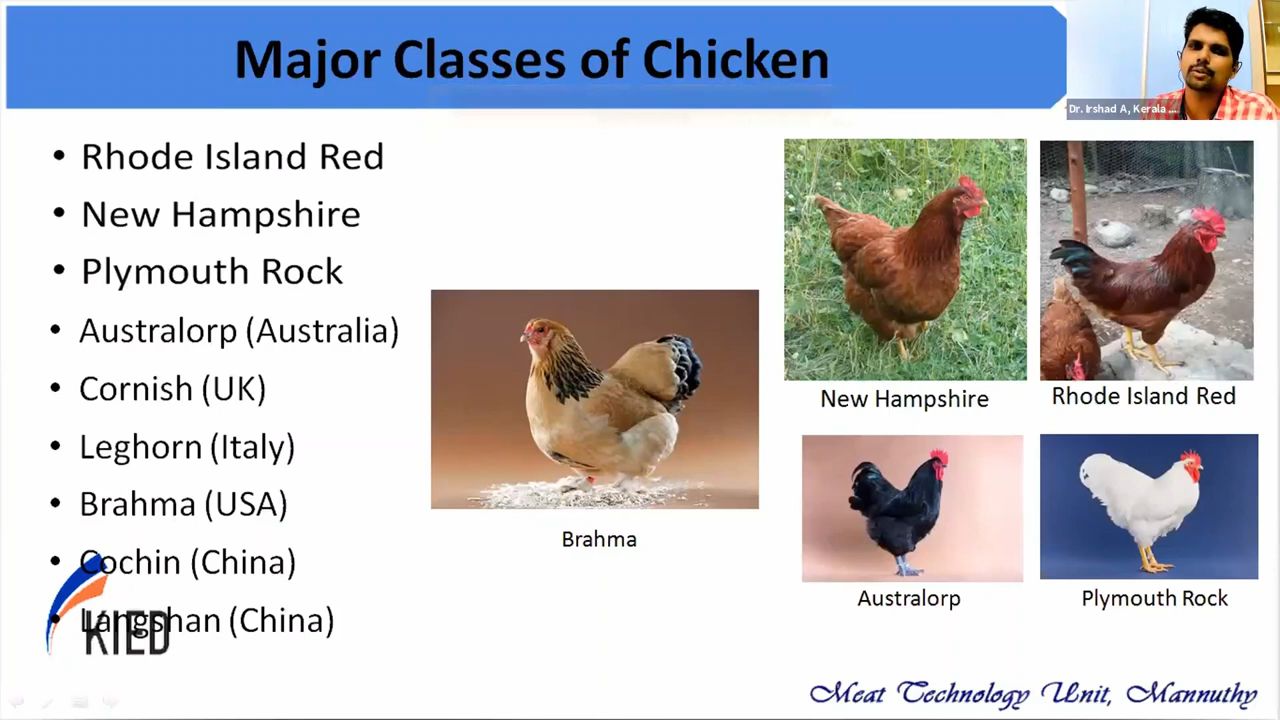 Major Classes of Chicken
Dr. Irshad A, Kerala ...
• Rhode Island Red
• New Hampshire
• Plymouth Rock
• Australorp (Australia)
• Cornish (UK)
• Leghorn (Italy)
• Brahma (USA)
• Cochin (China)
• Langshan (China)
KIED
New Hampshire
Rhode Island Red
Brahma
Australorp
Plymouth Rock
Meat Technology Unit, Mannuthy